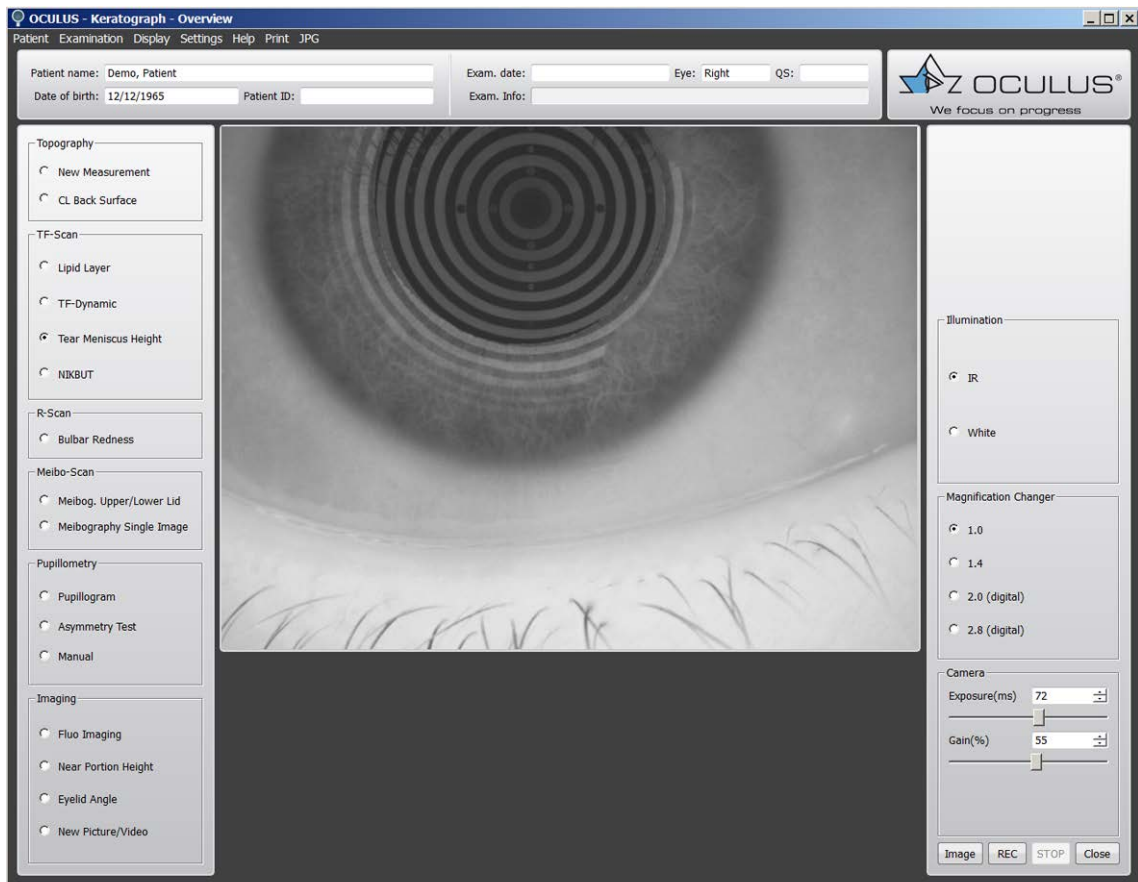 OCULUS - Keratograph - Overview
Patient Examination Display Settings Help Print JPG
Patient name: Demo, Patient
Date of birth: 12/12/1965 Patient ID:
Exam. date: Eye: Right QS:
Exam. Info:
OCULUS®
We focus on progress
Topography
New Measurement
CL Back Surface
TF-Scan
Lipid Layer
TF-Dynamic
Tear Meniscus Height
NIKBUT
R-Scan
Bulbar Redness
Meibo-Scan
Meibog. Upper/Lower Lid
Meibography Single Image
Pupillometry
Pupillogram
Asymmetry Test
Manual
Imaging
Fluo Imaging
Near Portion Height
Eyelid Angle
New Picture/Video
Illumination
IR
White
Magnification Changer
1.0
1.4
2.0 (digital)
2.8 (digital)
Camera
Exposure(ms) 72
Gain(%) 55
Image REC STOP Close